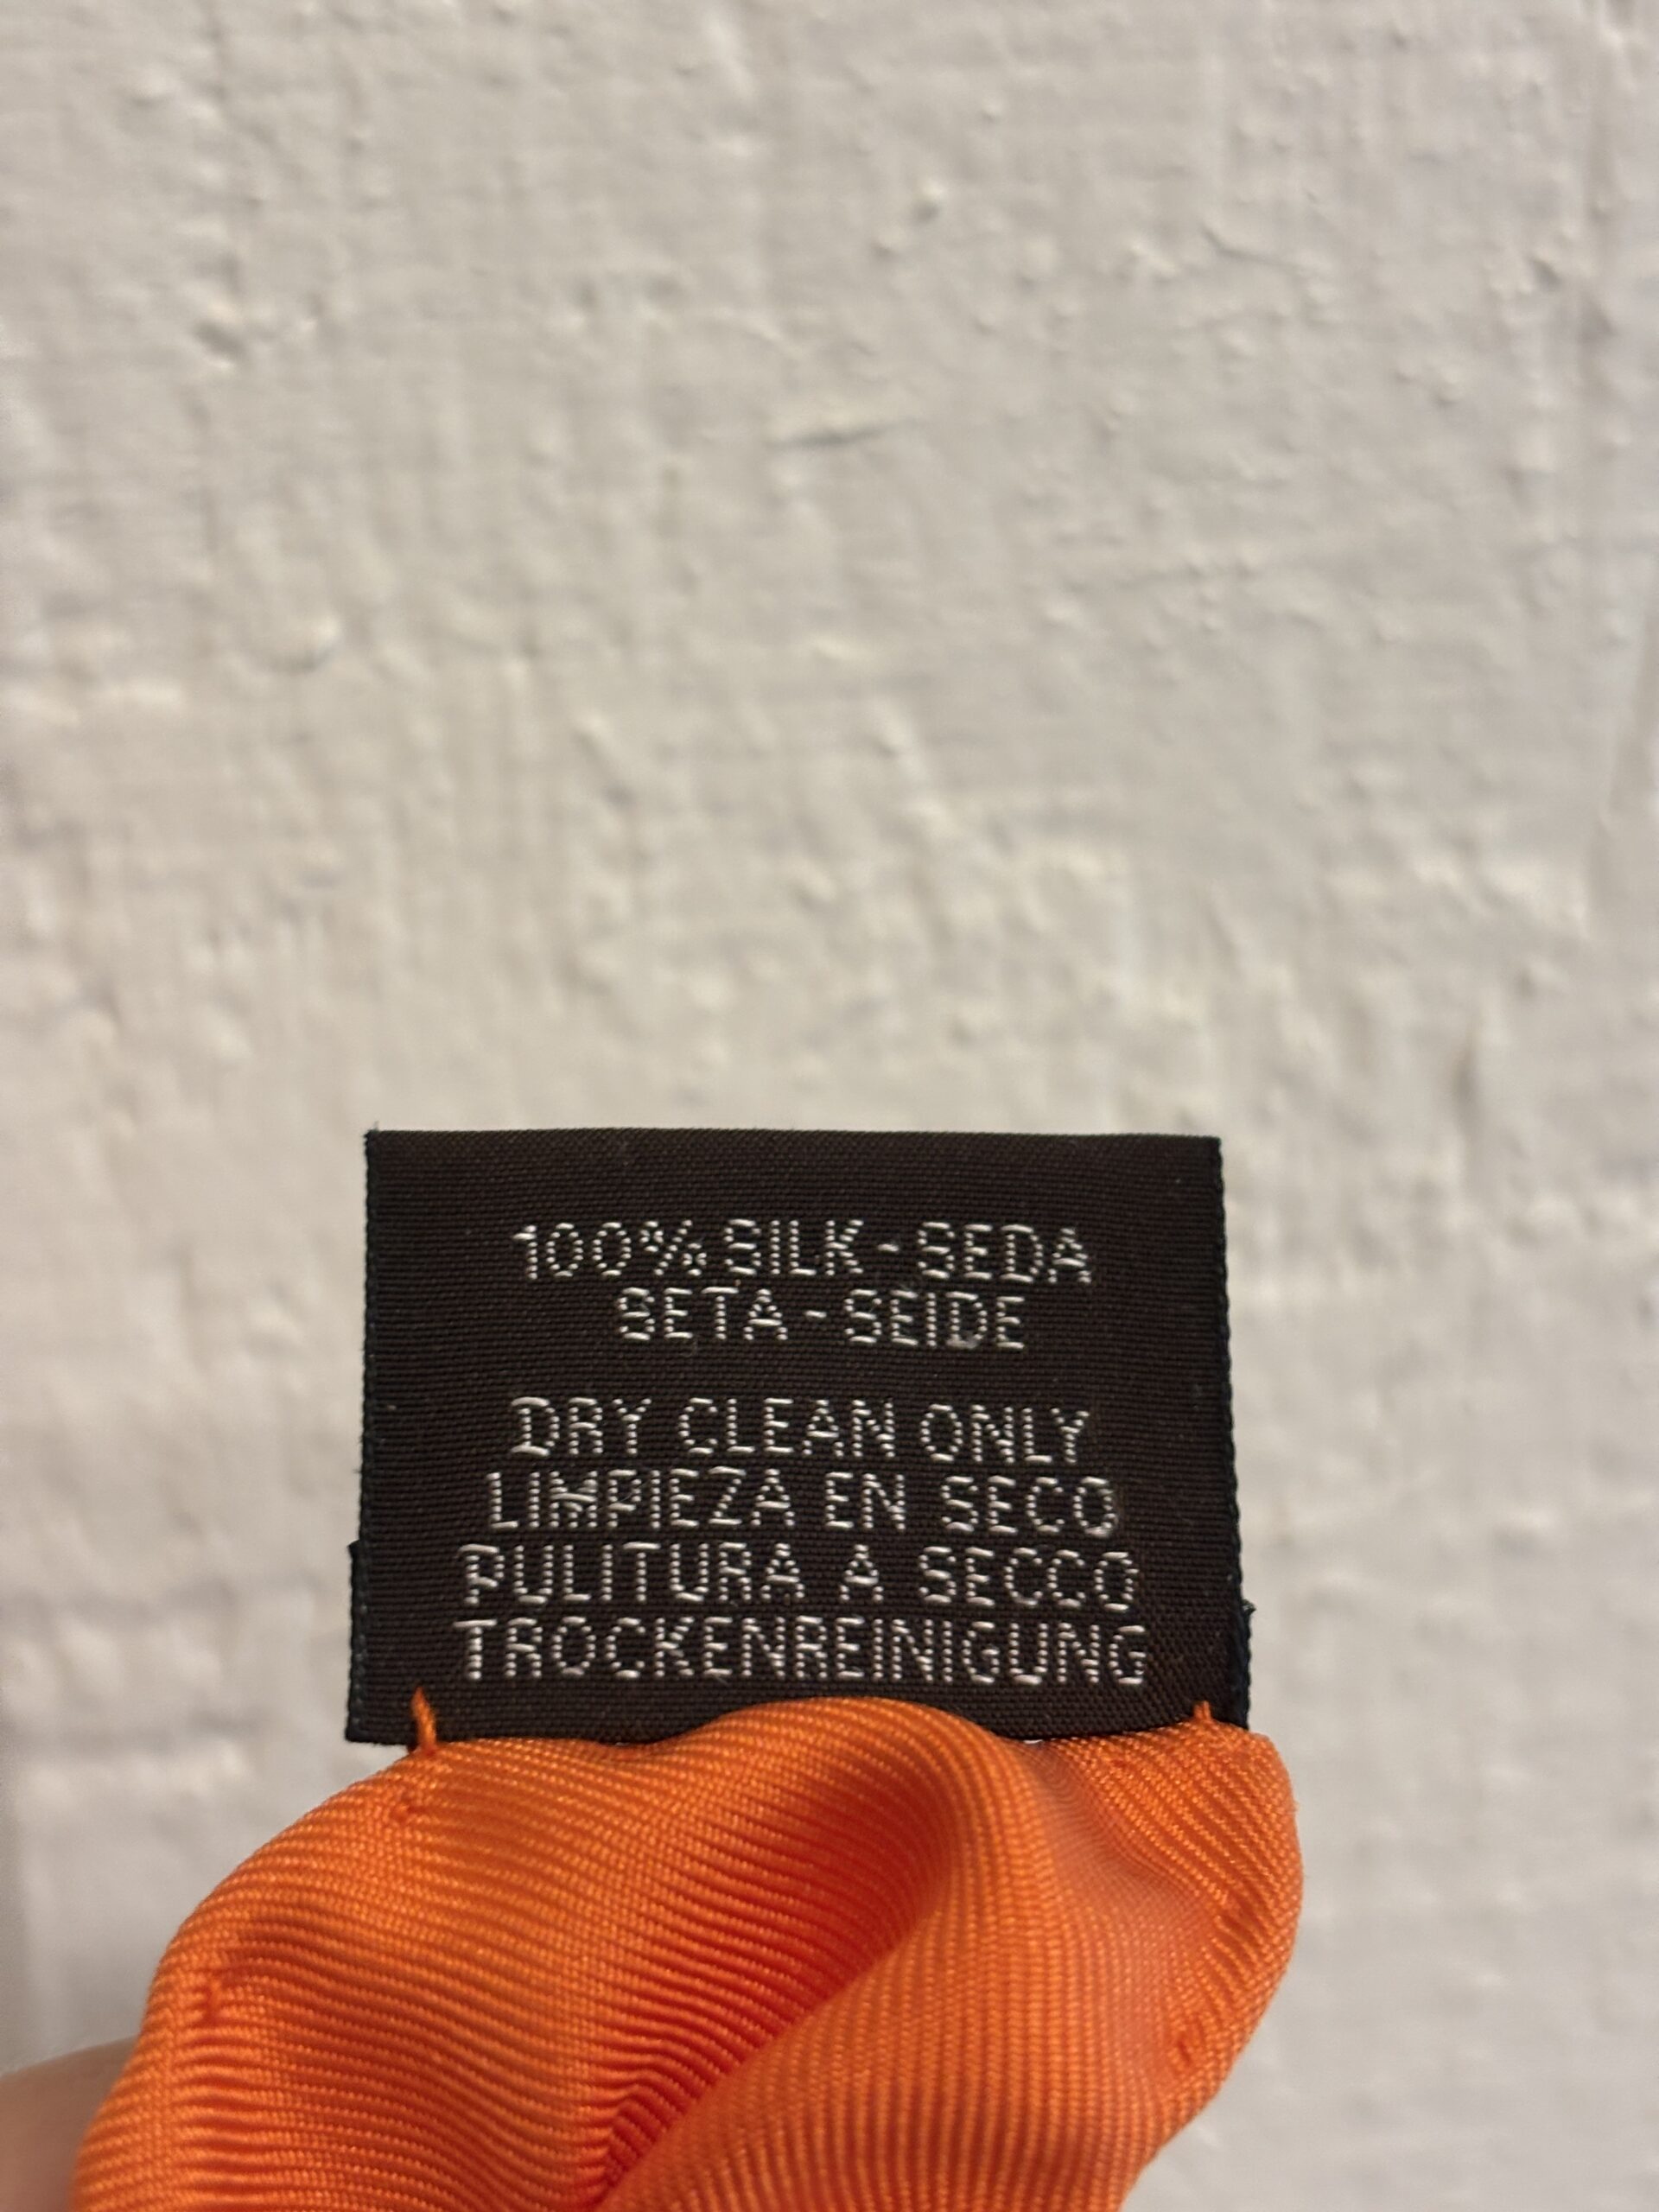 100% SILK - SEDA
SETA - SEIDE
DRY CLEAN ONLY
LIMPIEZA EN SECO
PULITURA A SECCO
TROCKENREINIGUNG